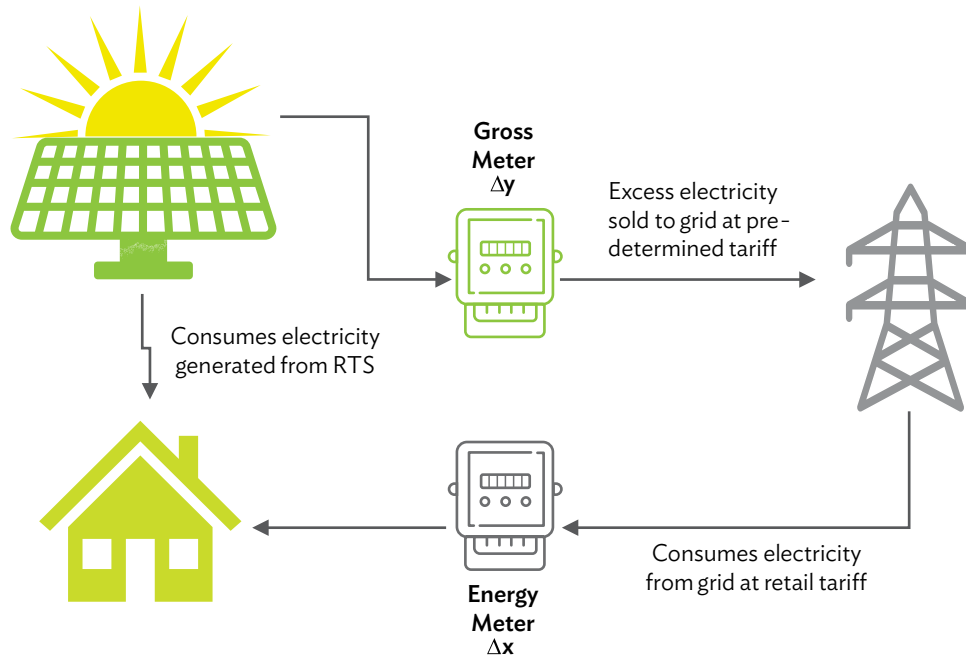 Gross
Meter
Δy
Excess electricity
sold to grid at pre-
determined tariff
Consumes electricity
generated from RTS
Consumes electricity
from grid at retail tariff
Energy
Meter
Δx